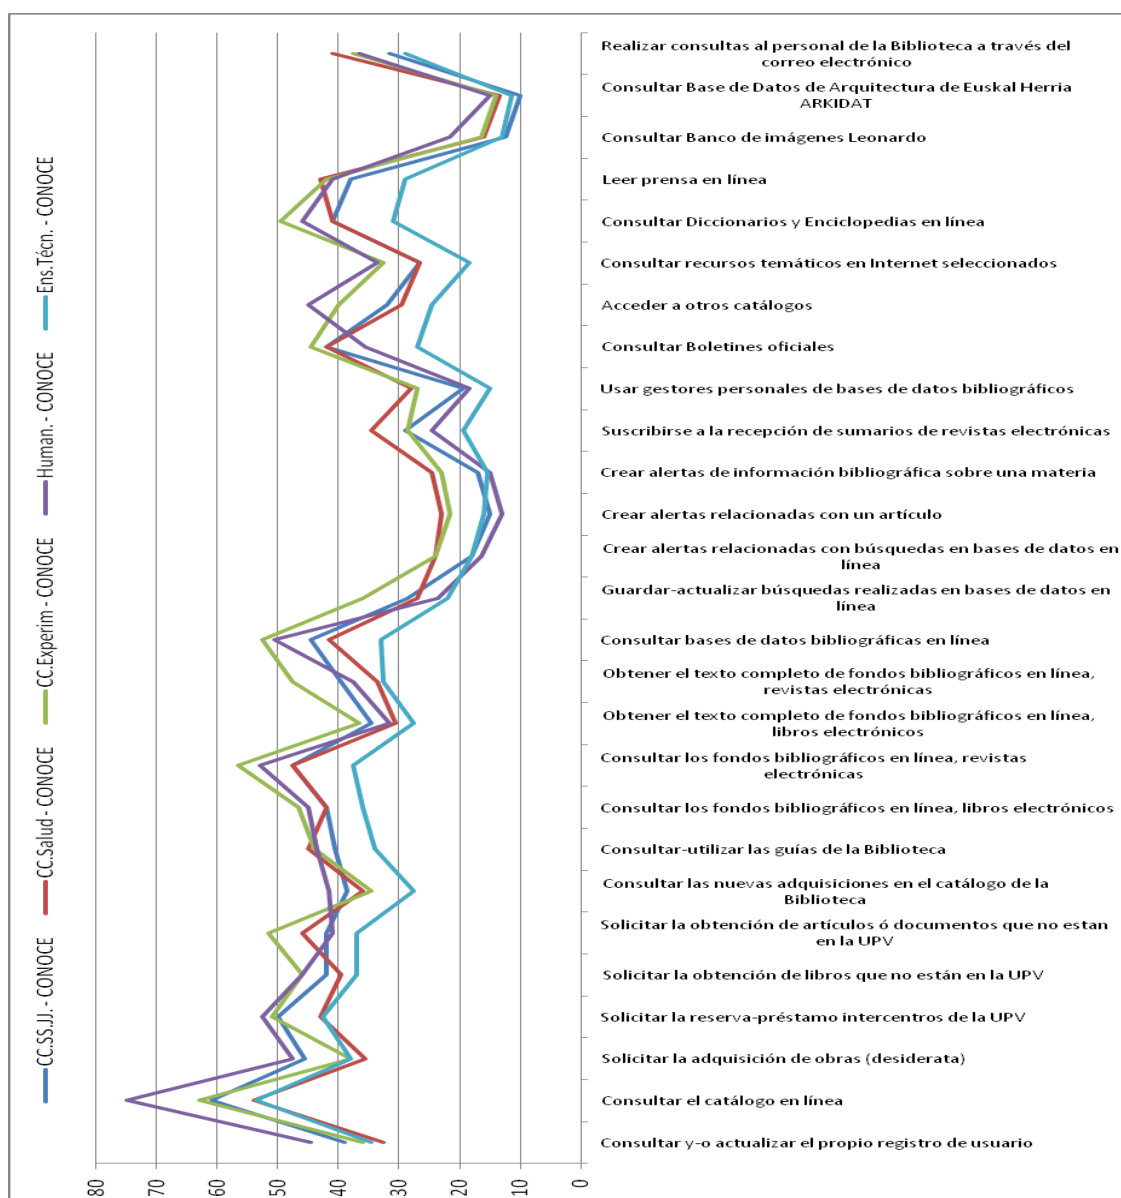 Realizar consultas al personal de la Biblioteca a través del
correo electrónico
Consultar Base de Datos de Arquitectura de Euskal Herria
ARKIDAT
Consultar Banco de imágenes Leonardo
Leer prensa en línea
Consultar Diccionarios y Enciclopedias en línea
Consultar recursos temáticos en Internet seleccionados
Acceder a otros catálogos
Consultar Boletines oficiales
Usar gestores personales de bases de datos bibliográficos
Suscribirse a la recepción de sumarios de revistas electrónicas
Crear alertas de información bibliográfica sobre una materia
Crear alertas relacionadas con un artículo
Crear alertas relacionadas con búsquedas en bases de datos en
línea
Guardar-actualizar búsquedas realizadas en bases de datos en
línea
Consultar bases de datos bibliográficas en línea
Obtener el texto completo de fondos bibliográficos en línea,
revistas electrónicas
Obtener el texto completo de fondos bibliográficos en línea,
libros electrónicos
Consultar los fondos bibliográficos en línea, revistas
electrónicas
Consultar los fondos bibliográficos en línea, libros electrónicos
Consultar-utilizar las guías de la Biblioteca
Consultar las nuevas adquisiciones en el catálogo de la
Biblioteca
Solicitar la obtención de artículos ó documentos que no estan
en la UPV
Solicitar la obtención de libros que no están en la UPV
Solicitar la reserva-préstamo intercentros de la UPV
Solicitar la adquisición de obras (desiderata)
Consultar el catálogo en línea
Consultar y-o actualizar el propio registro de usuario
CC.SS.JJ. - CONOCE
CC.Salud - CONOCE
CC.Experim - CONOCE
Human. - CONOCE
Ens.Técn. - CONOCE
80
70
60
50
40
30
20
10
0